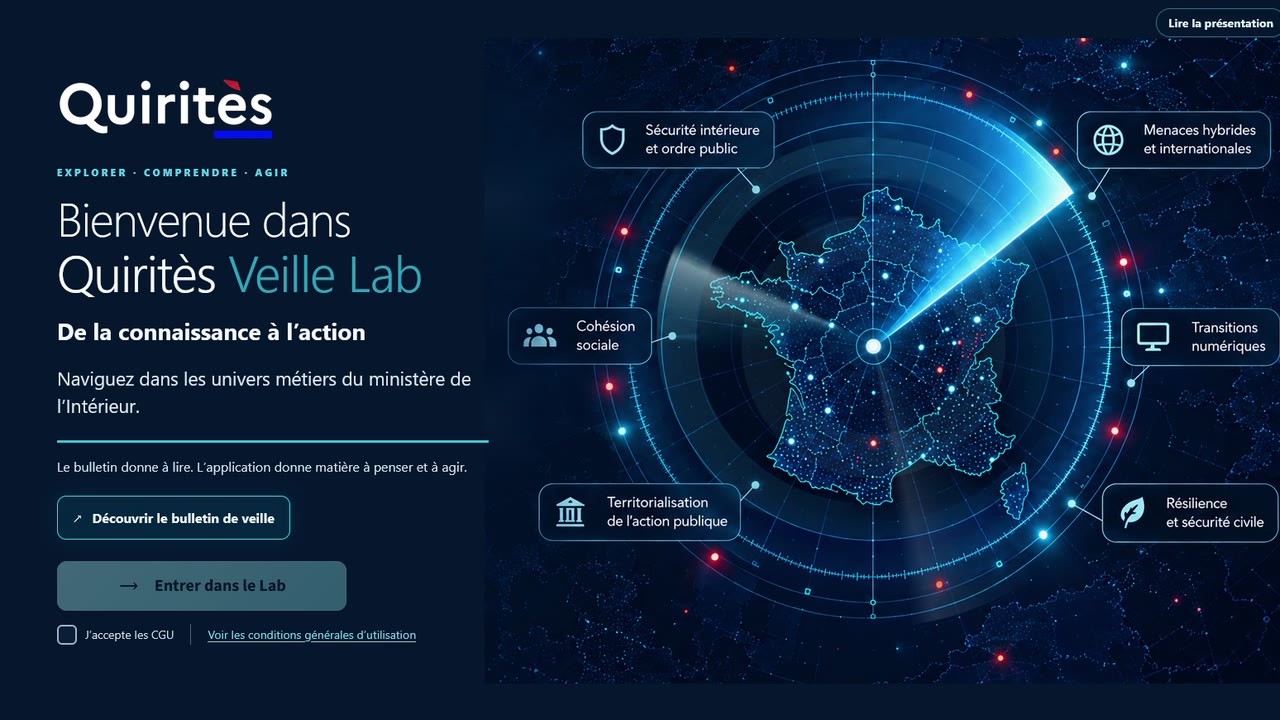 Lire la présentation
Quiritès
EXPLORER · COMPRENDRE · AGIR
Bienvenue dans
Quiritès Veille Lab
De la connaissance à l’action
Naviguez dans les univers métiers du ministère de
l’Intérieur.
Le bulletin donne à lire. L’application donne matière à penser et à agir.
↗ Découvrir le bulletin de veille
→ Entrer dans le Lab
J’accepte les CGU
Voir les conditions générales d’utilisation
Sécurité intérieure
et ordre public
Menaces hybrides
et internationales
Cohésion
sociale
Transitions
numériques
Territorialisation
de l’action publique
Résilience
et sécurité civile